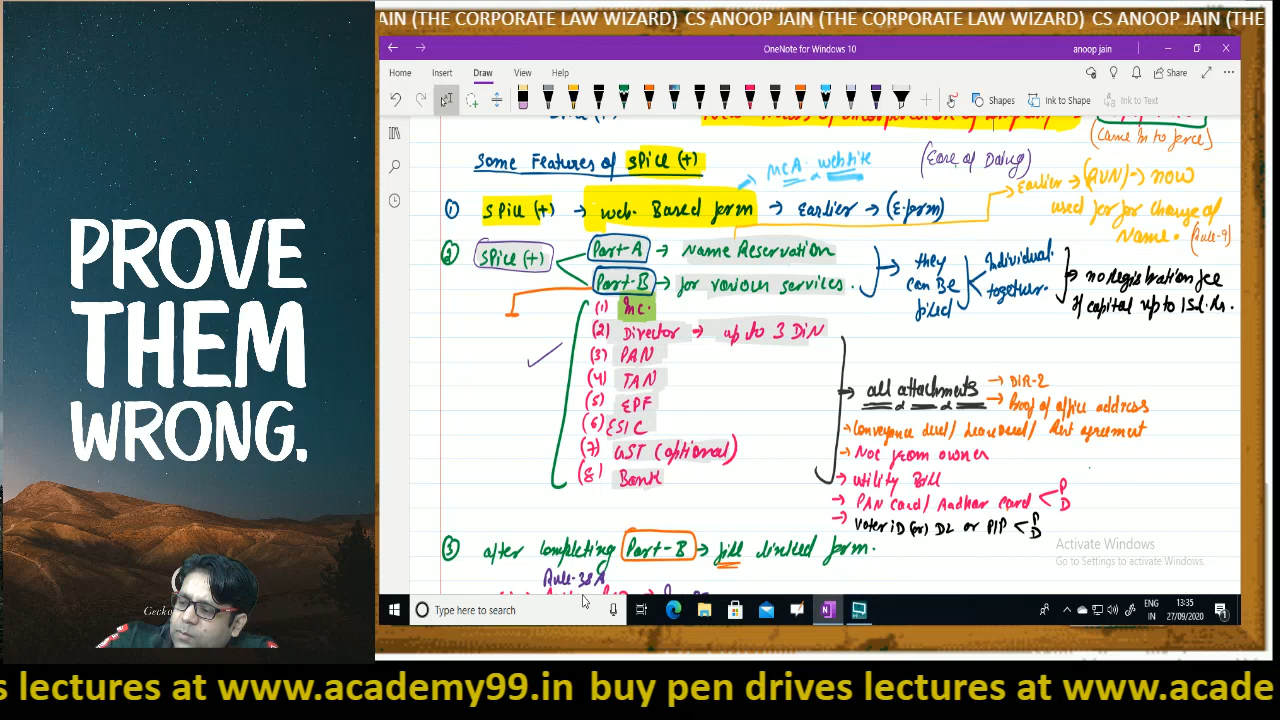 AIN (THE CORPORATE LAW WIZARD) CS ANOOP JAIN (THE CORPORATE LAW WIZARD) CS ANOOP JAIN (THE
OneNote for Windows 10
anoop jain
Home Insert Draw View Help
Share
Shapes
Ink to Shape
Ink to Text
(Came in to force)
Some Features of SPice (+)
MCA website
(Ease of Doing)
① SPice (+) → web-Based form → Earlier → (E-form)
Earlier → (RUN) → now
used for for change of
Name. (Rule-9)
② SPice (+)
Part-A → Name Reservation
Part-B → for various services.
they can Be filed
Individual.
together.
→ no Registration fee
if capital up to 15L.Rs.
(1) Inc.
(2) Director → up to 3 DIN
(3) PAN
(4) TAN
(5) EPF
(6) ESIC
(7) GST (optional)
(8) Bank
→ all attachments → DIR-2
→ Proof of office address
→ Conveyance deed/ Lease deed/ Rent agreement
→ NOC from owner
→ utility Bill
→ PAN card/ Aadhar card < P D
→ Voter ID (or) DL or P/P < P D
③ after completing Part-B → fill linked form.
Rule-38A
Activate Windows
Go to Settings to activate Windows.
PROVE
THEM
WRONG.
Type here to search
ENG
IN
13:35
27/09/2020
s lectures at www.academy99.in buy pen drives lectures at www.acade